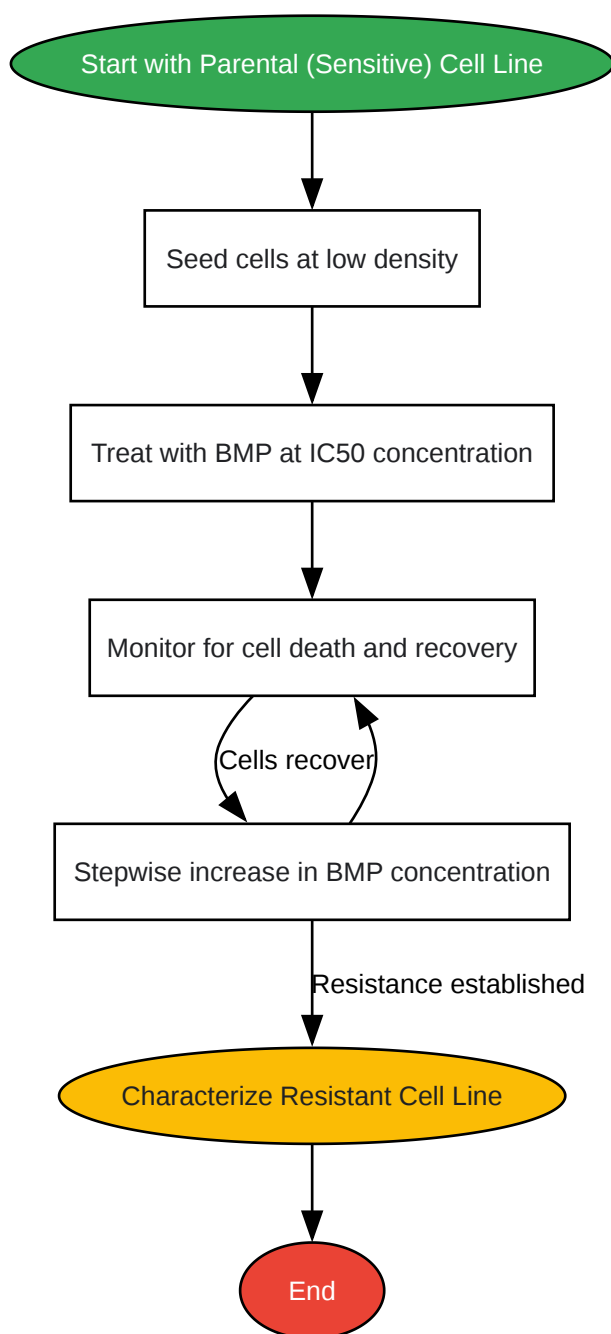 Start with Parental (Sensitive) Cell Line
Seed cells at low density
Treat with BMP at IC50 concentration
Monitor for cell death and recovery
Cells recover
Stepwise increase in BMP concentration
Resistance established
Characterize Resistant Cell Line
End